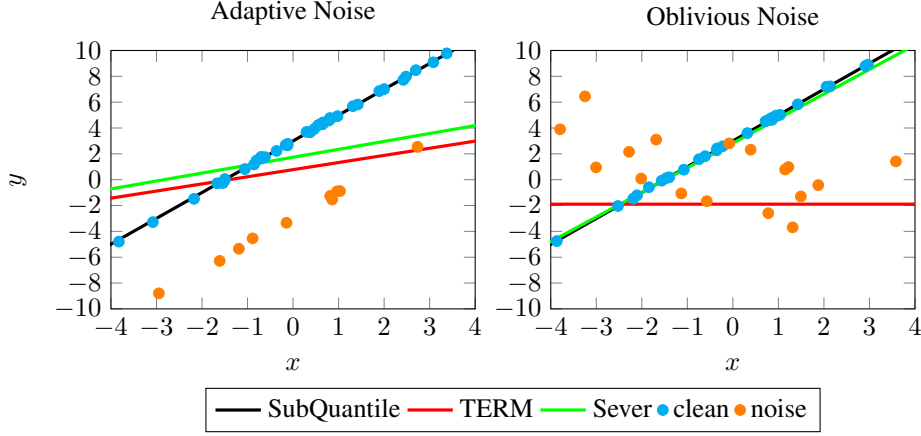 Adaptive Noise
Oblivious Noise
10
8
6
4
2
0
−2
−4
−6
−8
−10
−4 −3 −2 −1 0 1 2 3 4
x
y
10
8
6
4
2
0
−2
−4
−6
−8
−10
−4 −3 −2 −1 0 1 2 3 4
x
SubQuantile TERM Sever clean noise